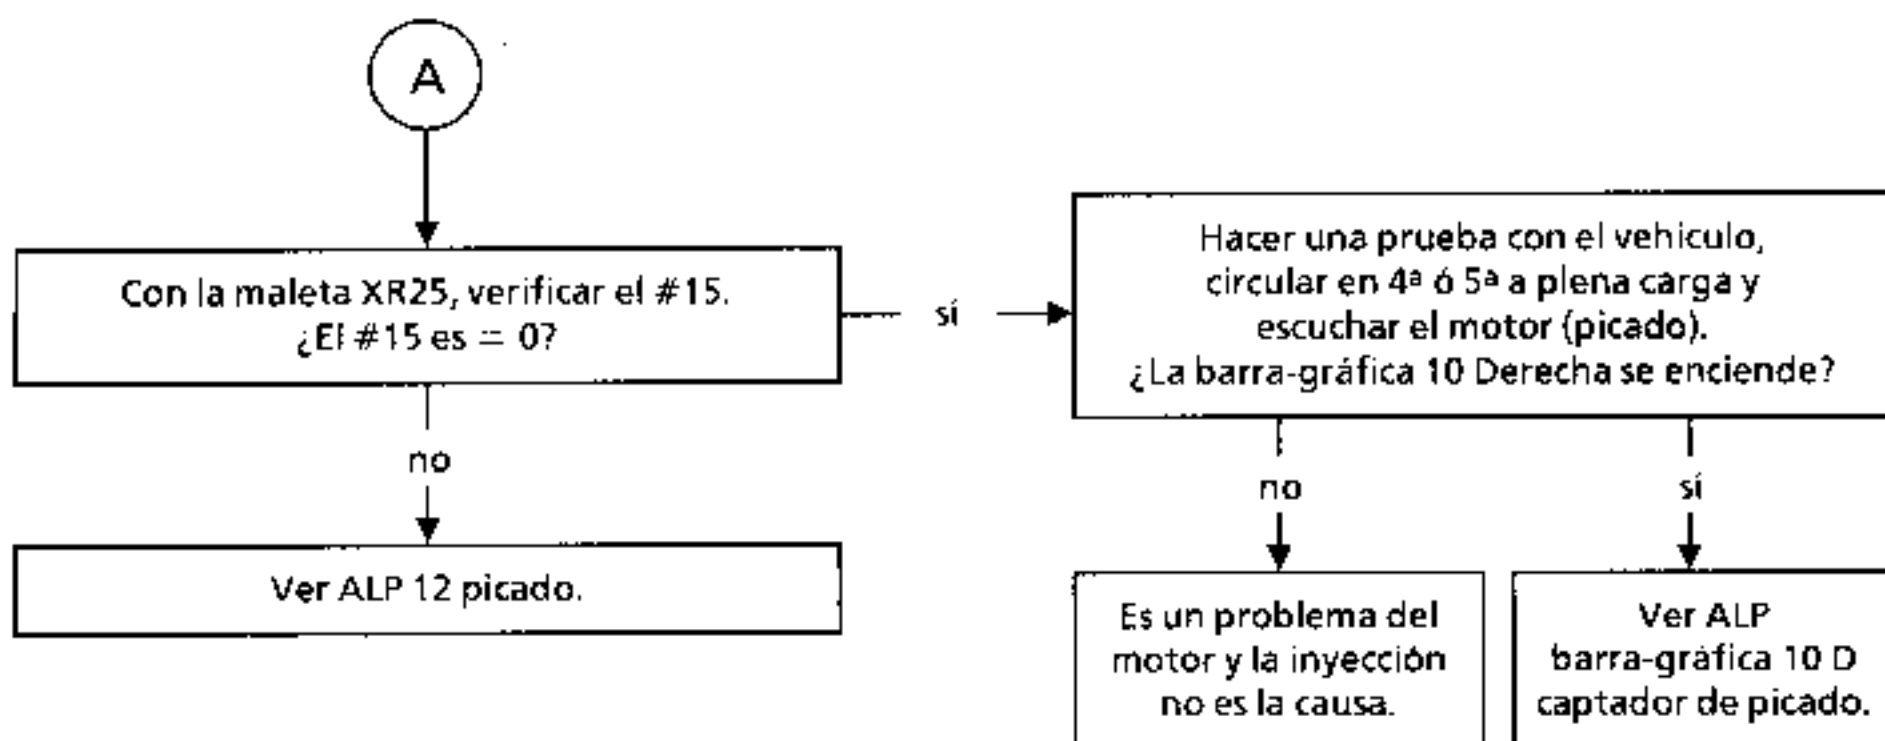 A
Con la maleta XR25, verificar el #15.
¿El #15 es = 0?
sí
Hacer una prueba con el vehículo,
circular en 4ª ó 5ª a plena carga y
escuchar el motor (picado).
¿La barra-gráfica 10 Derecha se enciende?
no
Ver ALP 12 picado.
no
sí
Es un problema del
motor y la inyección
no es la causa.
Ver ALP
barra-gráfica 10 D
captador de picado.